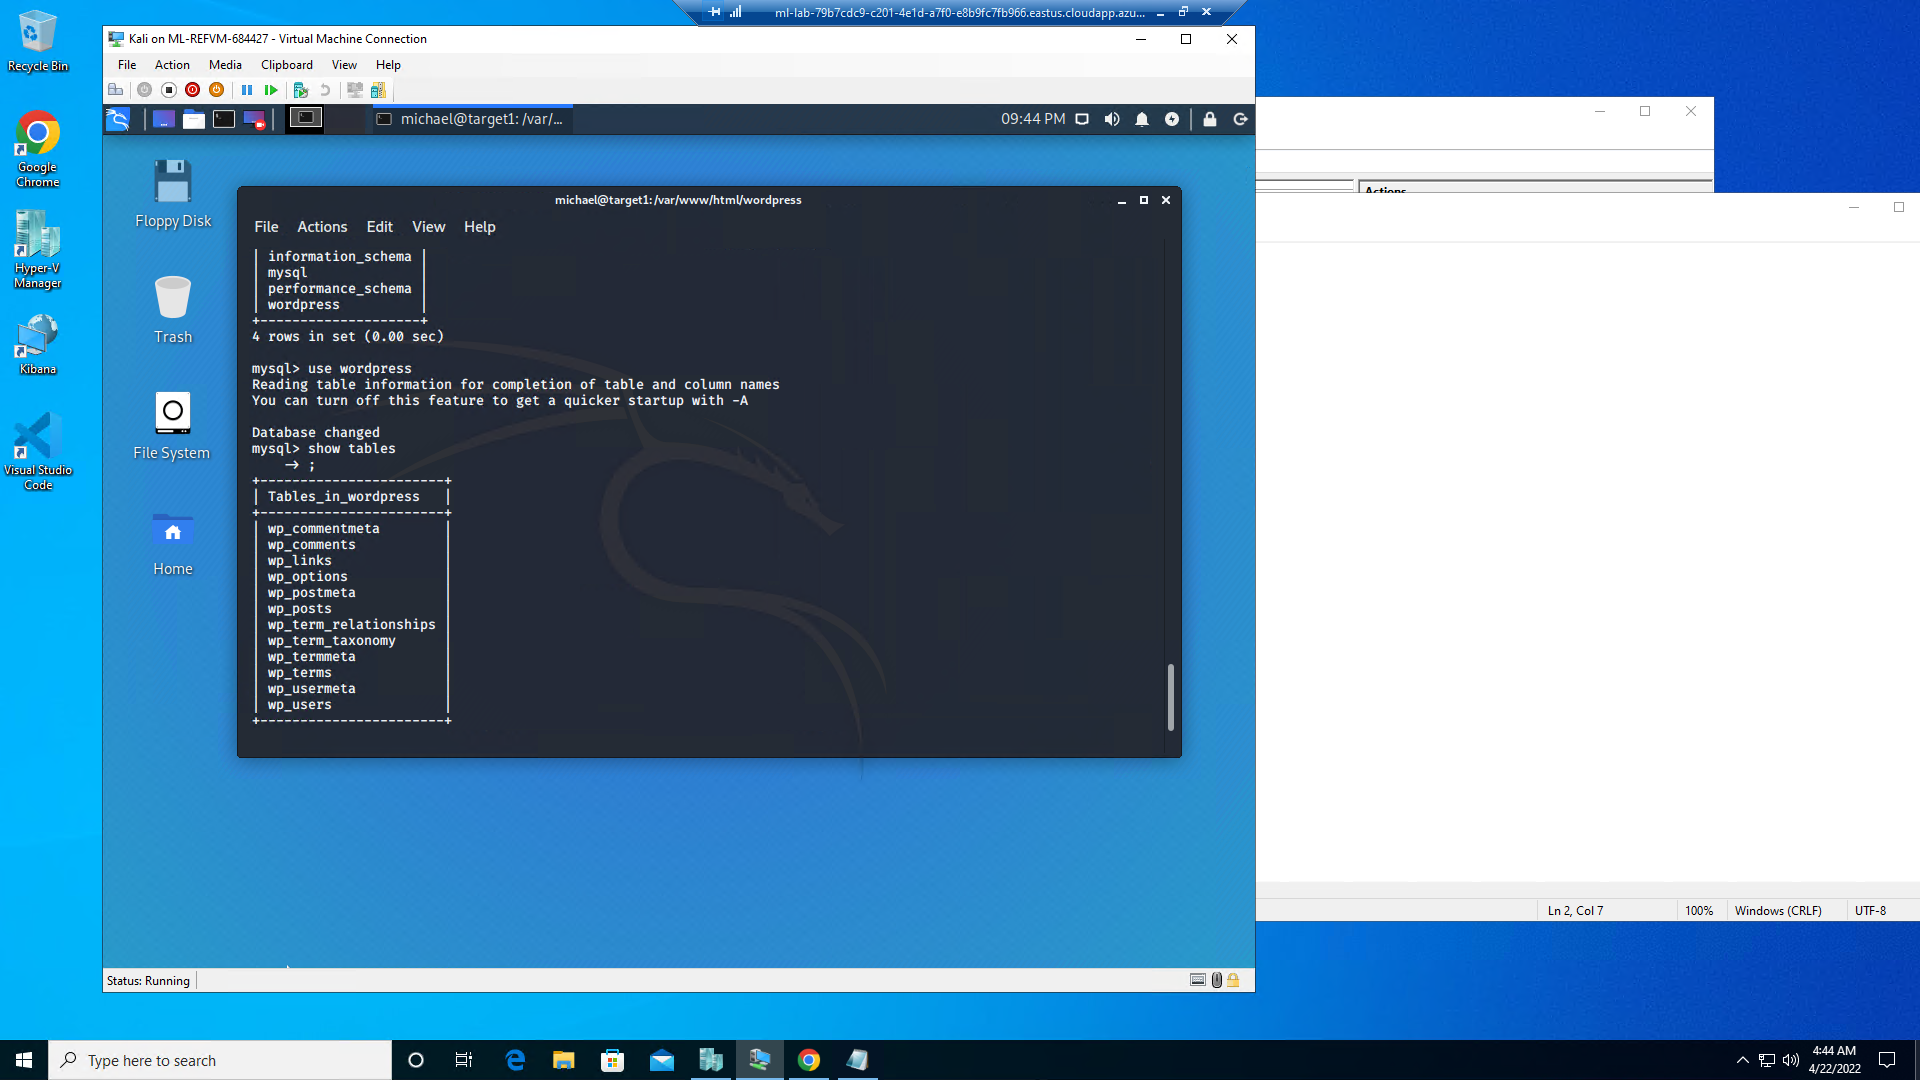 ml-lab-79b7cdc9-c201-4e1d-a7f0-e8b9fc7fb966.eastus.cloudapp.azu...
Recycle Bin
Google
Chrome
Hyper-V
Manager
Kibana
Visual Studio
Code
Kali on ML-REFVM-684427 - Virtual Machine Connection
File Action Media Clipboard View Help
michael@target1: /var/...
09:44 PM
Floppy Disk
Trash
File System
Home
michael@target1:/var/www/html/wordpress
File Actions Edit View Help
| information_schema |
| mysql |
| performance_schema |
| wordpress |
+--------------------+
4 rows in set (0.00 sec)
mysql> use wordpress
Reading table information for completion of table and column names
You can turn off this feature to get a quicker startup with -A
Database changed
mysql> show tables
-> ;
+-----------------------+
| Tables_in_wordpress |
+-----------------------+
| wp_commentmeta |
| wp_comments |
| wp_links |
| wp_options |
| wp_postmeta |
| wp_posts |
| wp_term_relationships |
| wp_term_taxonomy |
| wp_termmeta |
| wp_terms |
| wp_usermeta |
| wp_users |
+-----------------------+
Status: Running
Actions
Ln 2, Col 7
100%
Windows (CRLF)
UTF-8
Type here to search
4:44 AM
4/22/2022